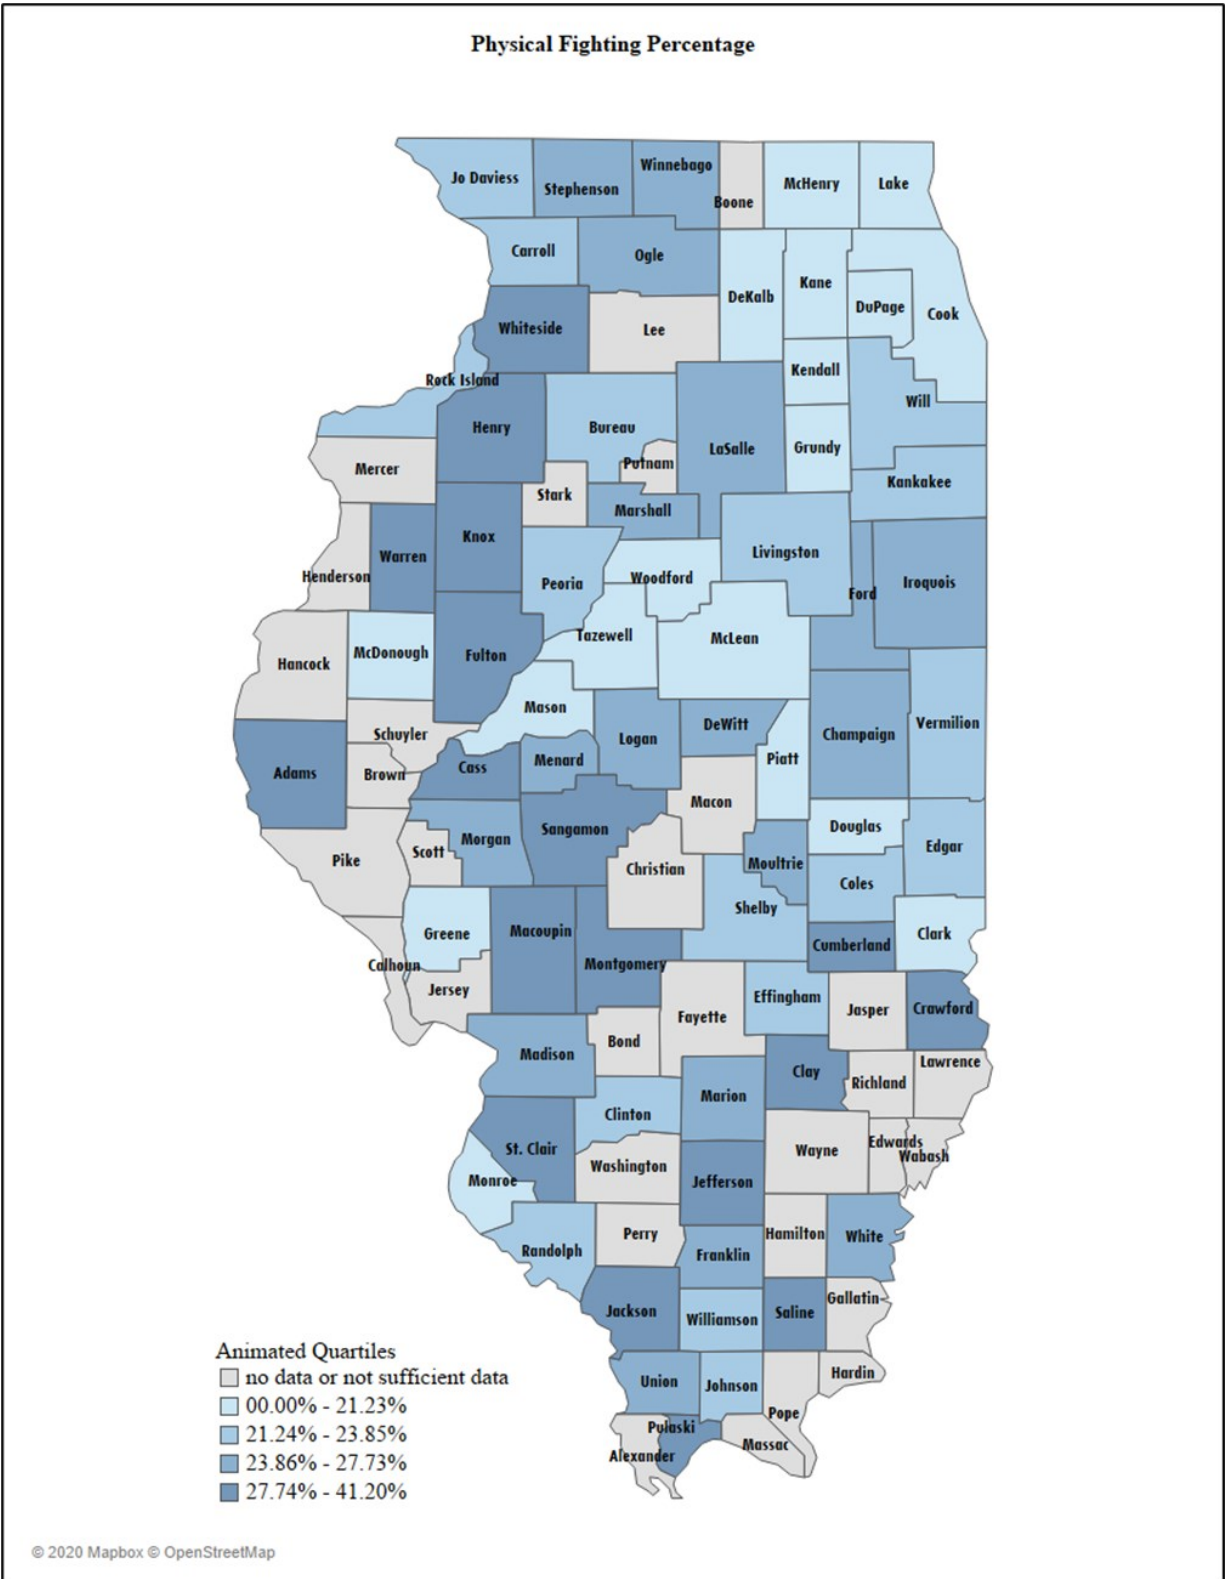 Physical Fighting Percentage
Jo Daviess
Stephenson
Winnebago
Boone
McHenry
Lake
Carroll
Ogle
DeKalb
Kane
DuPage
Cook
Whiteside
Lee
Kendall
Rock Island
Will
Henry
Bureau
LaSalle
Grundy
Mercer
Putnam
Kankakee
Stark
Marshall
Warren
Knox
Livingston
Henderson
Peoria
Woodford
Ford
Iroquois
Hancock
McDonough
Fulton
Tazewell
McLean
Mason
Schuyler
Logan
DeWitt
Champaign
Vermilion
Adams
Brown
Cass
Menard
Piatt
Macon
Pike
Scott
Morgan
Sangamon
Christian
Moultrie
Douglas
Edgar
Coles
Shelby
Greene
Macoupin
Montgomery
Cumberland
Clark
Calhoun
Jersey
Fayette
Effingham
Jasper
Crawford
Madison
Bond
Clay
Richland
Lawrence
Clinton
Marion
St. Clair
Washington
Wayne
Edwards
Wabash
Monroe
Jefferson
Randolph
Perry
Franklin
Hamilton
White
Jackson
Williamson
Saline
Gallatin
Union
Johnson
Hardin
Pulaski
Pope
Alexander
Massac
Animated Quartiles
no data or not sufficient data
00.00% - 21.23%
21.24% - 23.85%
23.86% - 27.73%
27.74% - 41.20%
© 2020 Mapbox © OpenStreetMap